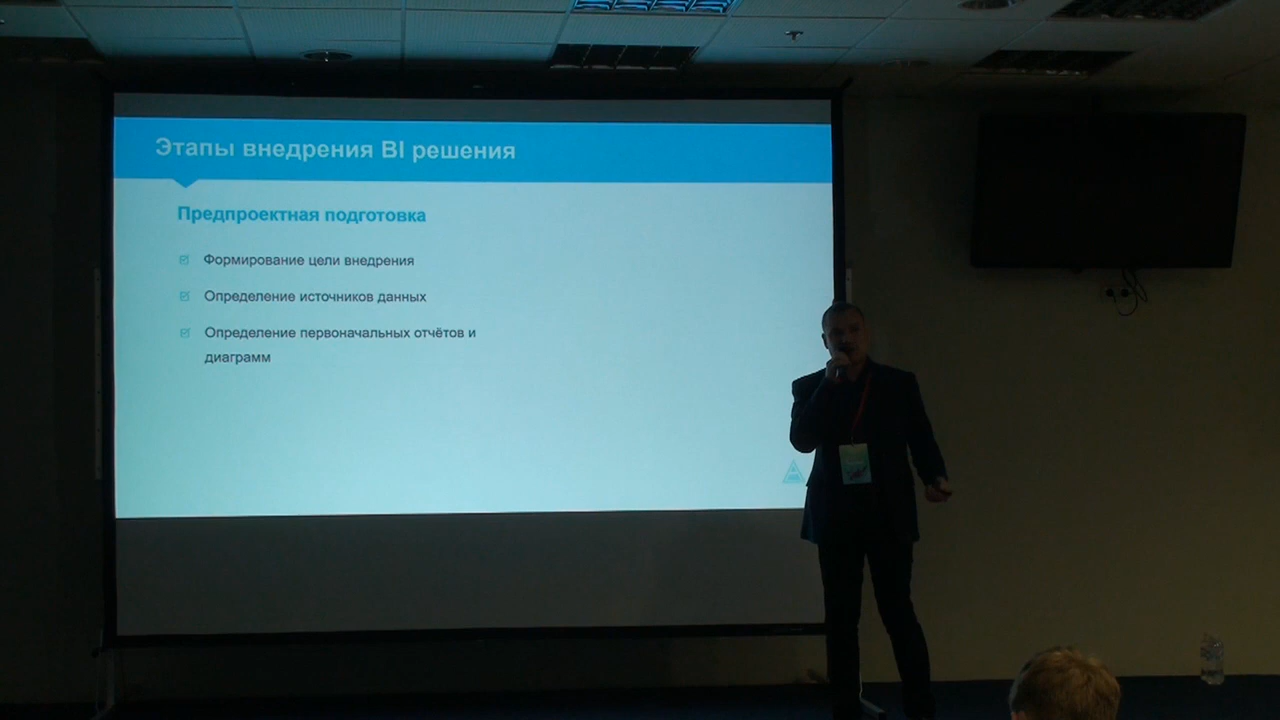 Этапы внедрения BI решения
Предпроектная подготовка
Формирование цели внедрения
Определение источников данных
Определение первоначальных отчётов и
диаграмм